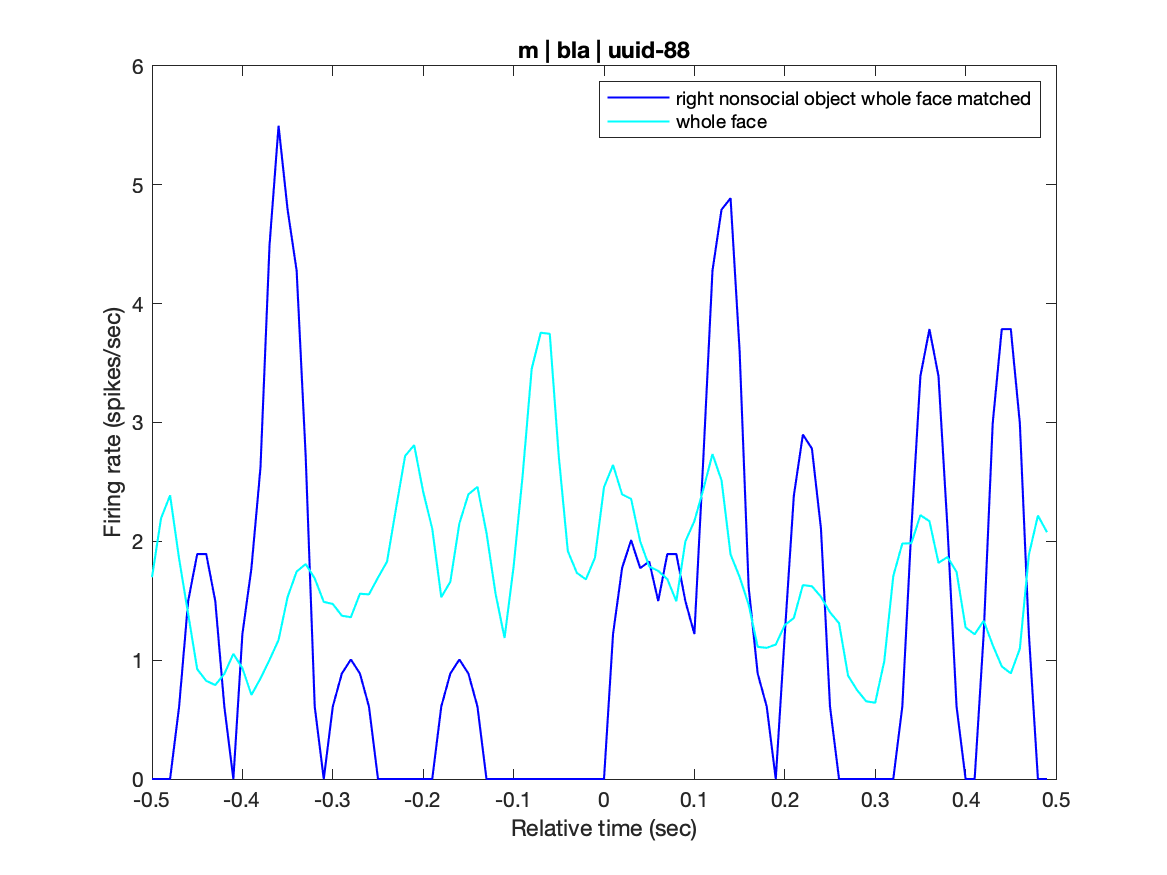 m | bla | uuid-88
6
right nonsocial object whole face matched
whole face
5
4
3
2
1
0
Firing rate (spikes/sec)
-0.5 -0.4 -0.3 -0.2 -0.1 0 0.1 0.2 0.3 0.4 0.5
Relative time (sec)